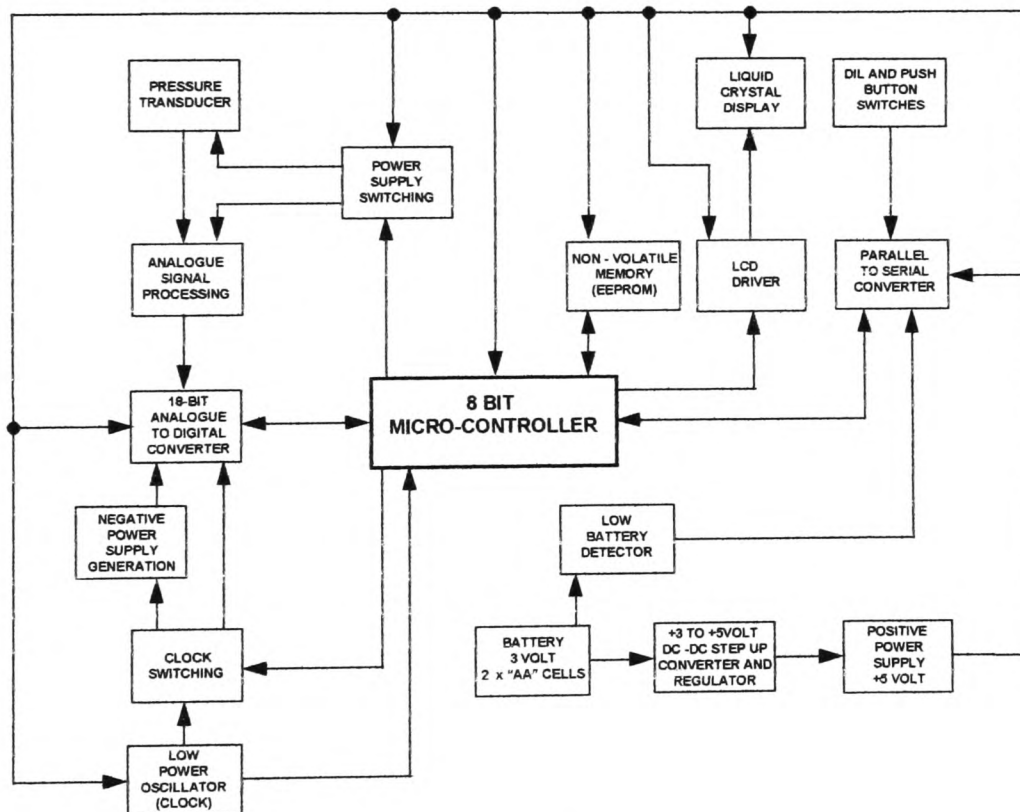 PRESSURE
TRANSDUCER
POWER
SUPPLY
SWITCHING
LIQUID
CRYSTAL
DISPLAY
DIL AND PUSH
BUTTON
SWITCHES
ANALOGUE
SIGNAL
PROCESSING
NON - VOLATILE
MEMORY
(EEPROM)
LCD
DRIVER
PARALLEL
TO SERIAL
CONVERTER
18-BIT
ANALOGUE
TO DIGITAL
CONVERTER
8 BIT
MICRO-CONTROLLER
NEGATIVE
POWER
SUPPLY
GENERATION
LOW
BATTERY
DETECTOR
CLOCK
SWITCHING
BATTERY
3 VOLT
2 x "AA" CELLS
+3 TO +5VOLT
DC -DC STEP UP
CONVERTER AND
REGULATOR
POSITIVE
POWER
SUPPLY
+5 VOLT
LOW
POWER
OSCILLATOR
(CLOCK)